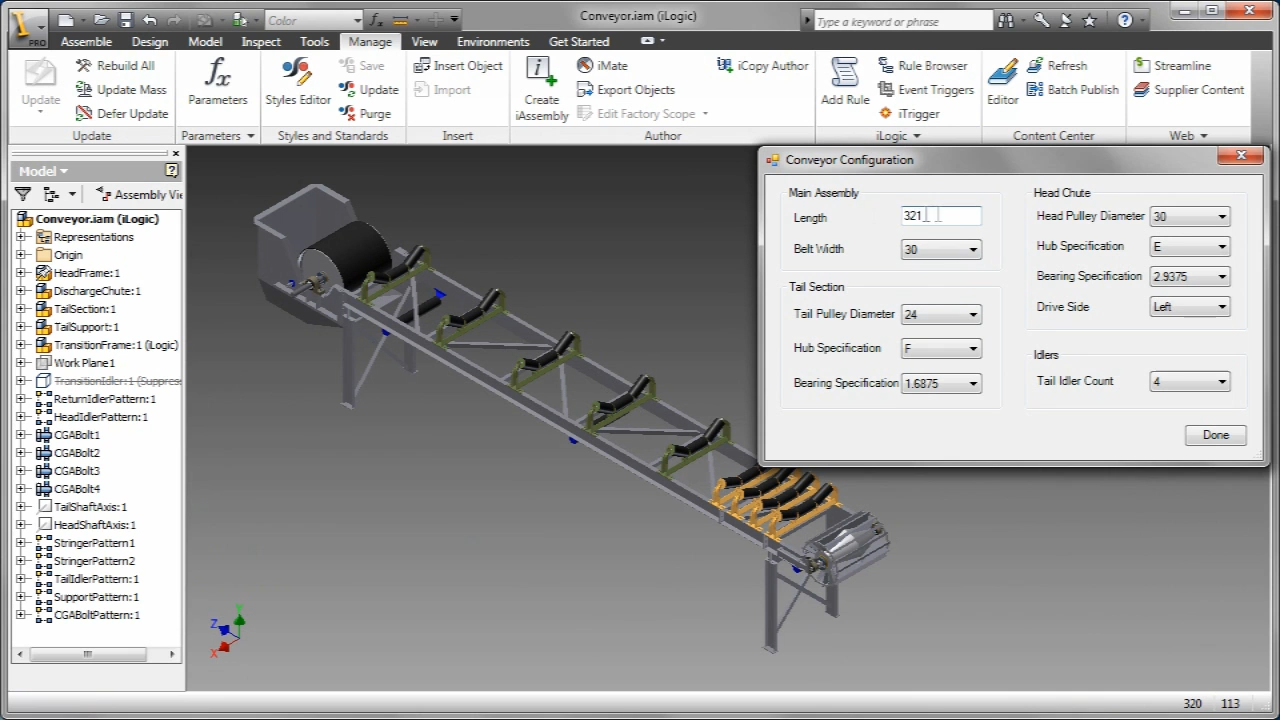 PRO
Color
Conveyor.iam (iLogic)
Type a keyword or phrase
Assemble Design Model Inspect Tools Manage View Environments Get Started
Update
Rebuild All
Update Mass
Defer Update
Update
Parameters
Parameters
Styles Editor
Save
Update
Purge
Styles and Standards
Insert Object
Import
Insert
Create
iAssembly
iMate
Export Objects
Edit Factory Scope
iCopy Author
Author
Add Rule
Rule Browser
Event Triggers
iTrigger
iLogic
Editor
Refresh
Batch Publish
Content Center
Streamline
Supplier Content
Web
Model
Assembly Vi
Conveyor.iam (iLogic)
Representations
Origin
HeadFrame:1
DischargeChute:1
TailSection:1
TailSupport:1
TransitionFrame:1 (iLogic)
Work Plane1
TransitionIdler:1 (Suppress
ReturnIdlerPattern:1
HeadIdlerPattern:1
CGABolt1
CGABolt2
CGABolt3
CGABolt4
TailShaftAxis:1
HeadShaftAxis:1
StringerPattern1
StringerPattern2
TailIdlerPattern:1
SupportPattern:1
CGABoltPattern:1
Conveyor Configuration
Main Assembly
Length 321
Belt Width 30
Tail Section
Tail Pulley Diameter 24
Hub Specification F
Bearing Specification 1.6875
Head Chute
Head Pulley Diameter 30
Hub Specification E
Bearing Specification 2.9375
Drive Side Left
Idlers
Tail Idler Count 4
Done
Y
Z
X
320 113